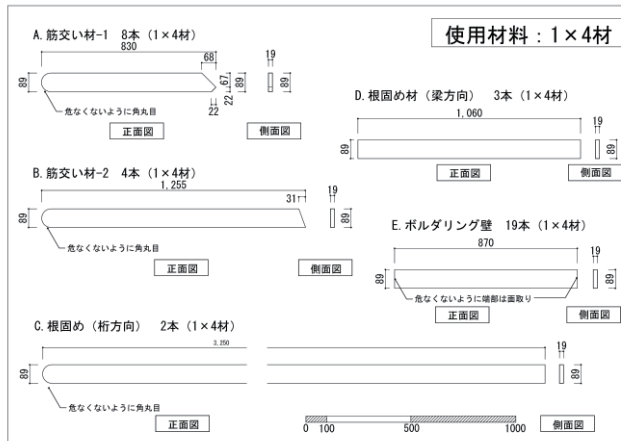 使用材料：1×4材
A.筋交い材-1 8本（1×4材）
830
68
19
89
67
89
89
22
22
危なくないように角丸目
正面図
側面図
D.根固め材（梁方向） 3本（1×4材）
1,060
19
89
89
正面図
側面図
B.筋交い材-2 4本（1×4材）
1,255
31
19
89
89
危なくないように角丸目
正面図
側面図
E.ボルダリング壁 19本（1×4材）
870
19
89
89
危なくないように端部は面取り
正面図
側面図
C.根固め（桁方向） 2本（1×4材）
3,250
19
89
89
危なくないように角丸目
正面図
側面図
0 100 500 1000